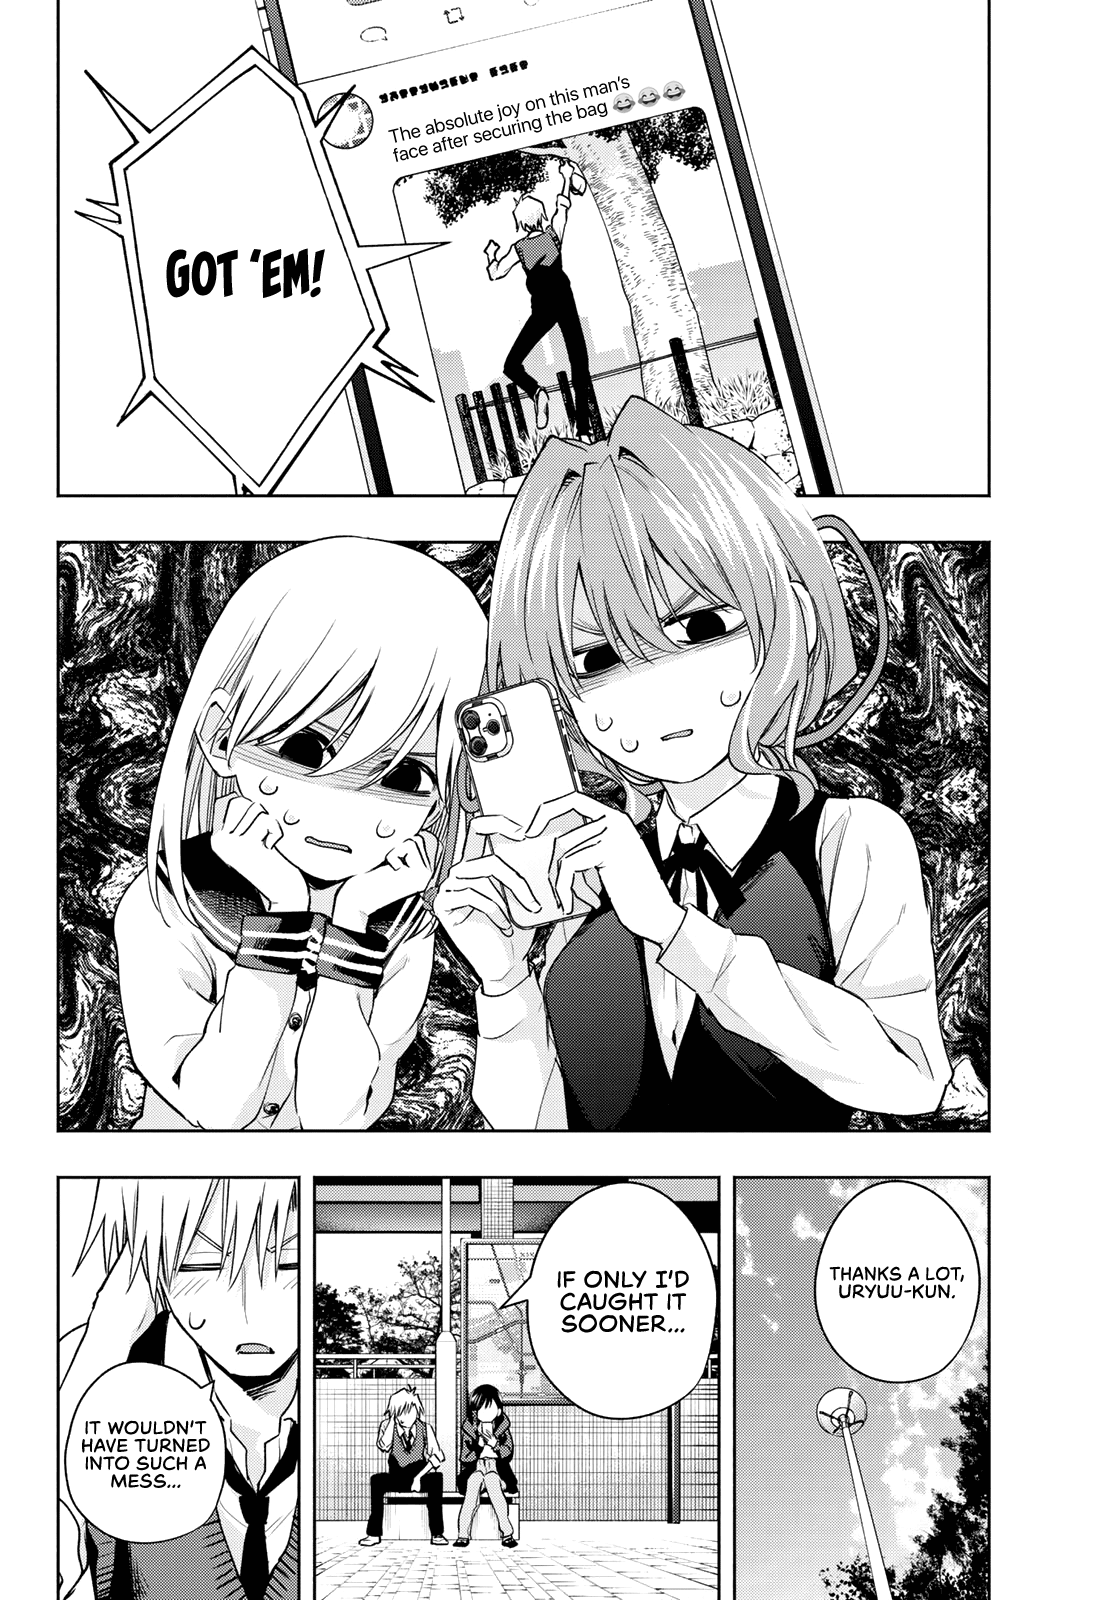 The absolute joy on this man's
face after securing the bag 😂😂😂
GOT 'EM!
THANKS A LOT,
URYUU-KUN.
IF ONLY I'D
CAUGHT IT
SOONER...
IT WOULDN'T
HAVE TURNED
INTO SUCH A
MESS...